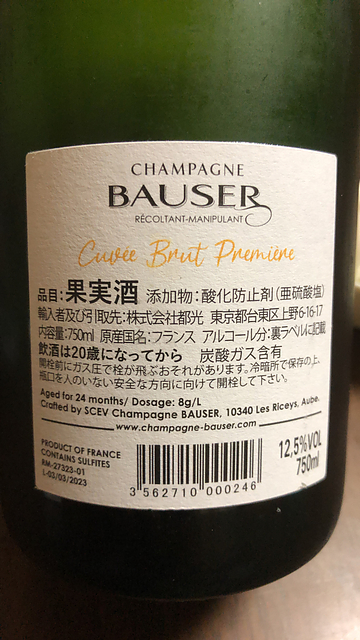 CHAMPAGNE
BAUSER
RÉCOLTANT-MANIPULANT
Cuvée Brut Première
品目:果実酒 添加物:酸化防止剤(亜硫酸塩)
輸入者及び引取先:株式会社都光 東京都台東区上野6-16-17
内容量:750ml 原産国名:フランス アルコール分:裏ラベルに記載
飲酒は20歳になってから 炭酸ガス含有
開栓前にガス圧で栓が飛ぶおそれがあります。冷暗所で保存の上、
瓶口を人のいない安全な方向に向けて開栓して下さい。
Aged for 24 months/ Dosage: 8g/L
Crafted by SCEV Champagne BAUSER, 10340 Les Riceys, Aube.
www.champagne-bauser.com
PRODUCT OF FRANCE
CONTAINS SULFITES
RM-27323-01
L-03/03/2023
3 562710 000246
12,5%VOL
750ml